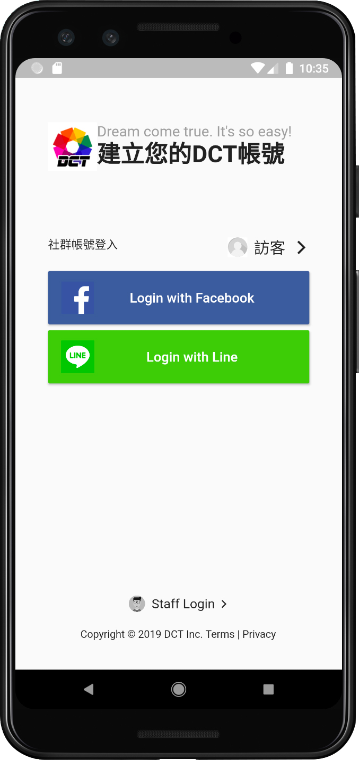 10:35
Dream come true. It's so easy!
DCT
建立您的DCT帳號
社群帳號登入
訪客
f
Login with Facebook
LINE
Login with Line
Staff Login
Copyright © 2019 DCT Inc. Terms | Privacy